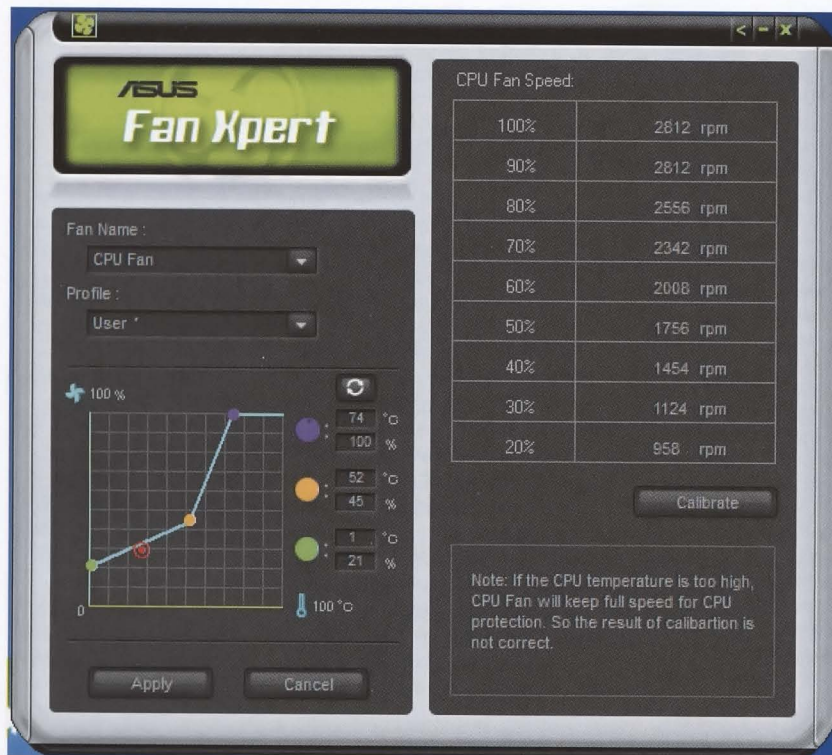 < - x
ASUS
Fan Xpert
Fan Name :
CPU Fan
Profile :
User *
100 %
74 °C
100 %
52 °C
45 %
1 °C
21 %
0
100 °C
Apply
Cancel
CPU Fan Speed:
100% 2812 rpm
90% 2812 rpm
80% 2556 rpm
70% 2342 rpm
60% 2008 rpm
50% 1756 rpm
40% 1454 rpm
30% 1124 rpm
20% 958 rpm
Calibrate
Note: If the CPU temperature is too high,
CPU Fan will keep full speed for CPU
protection. So the result of calibartion is
not correct.